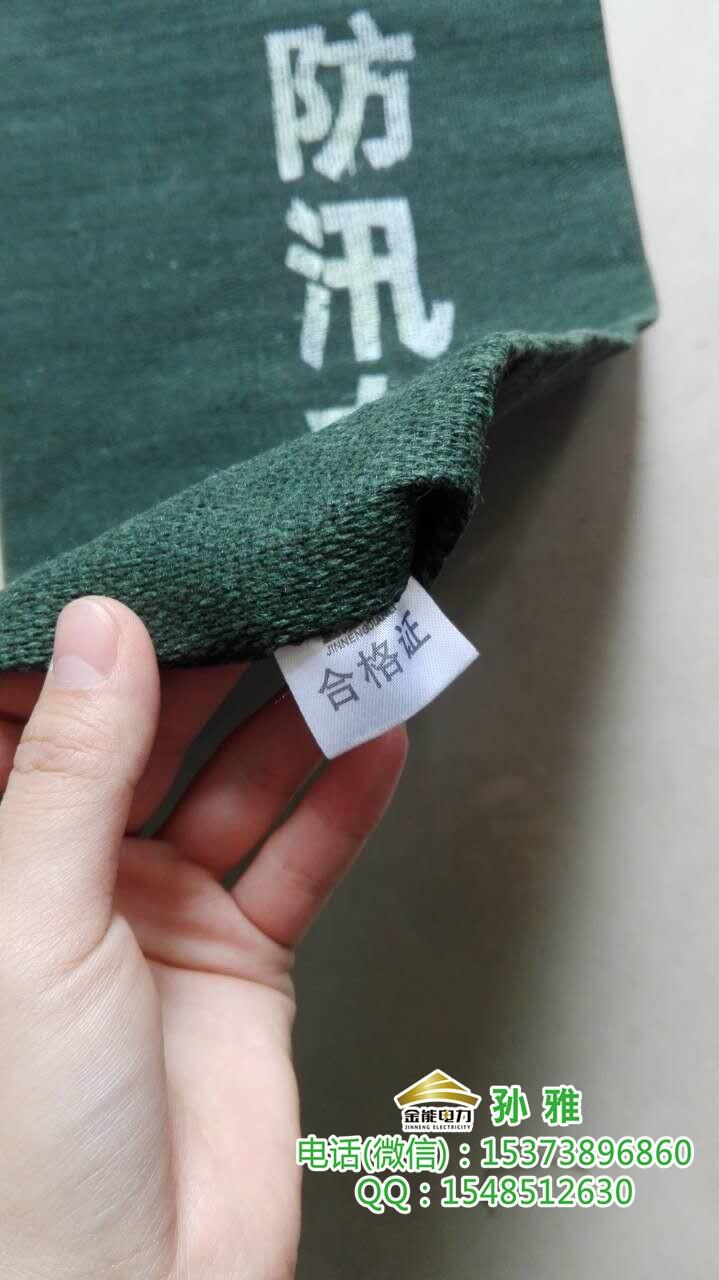 防汛
合格证
金能电力
JINNENG ELECTRICITY
孙雅
电话(微信)：15373896860
QQ：1548512630